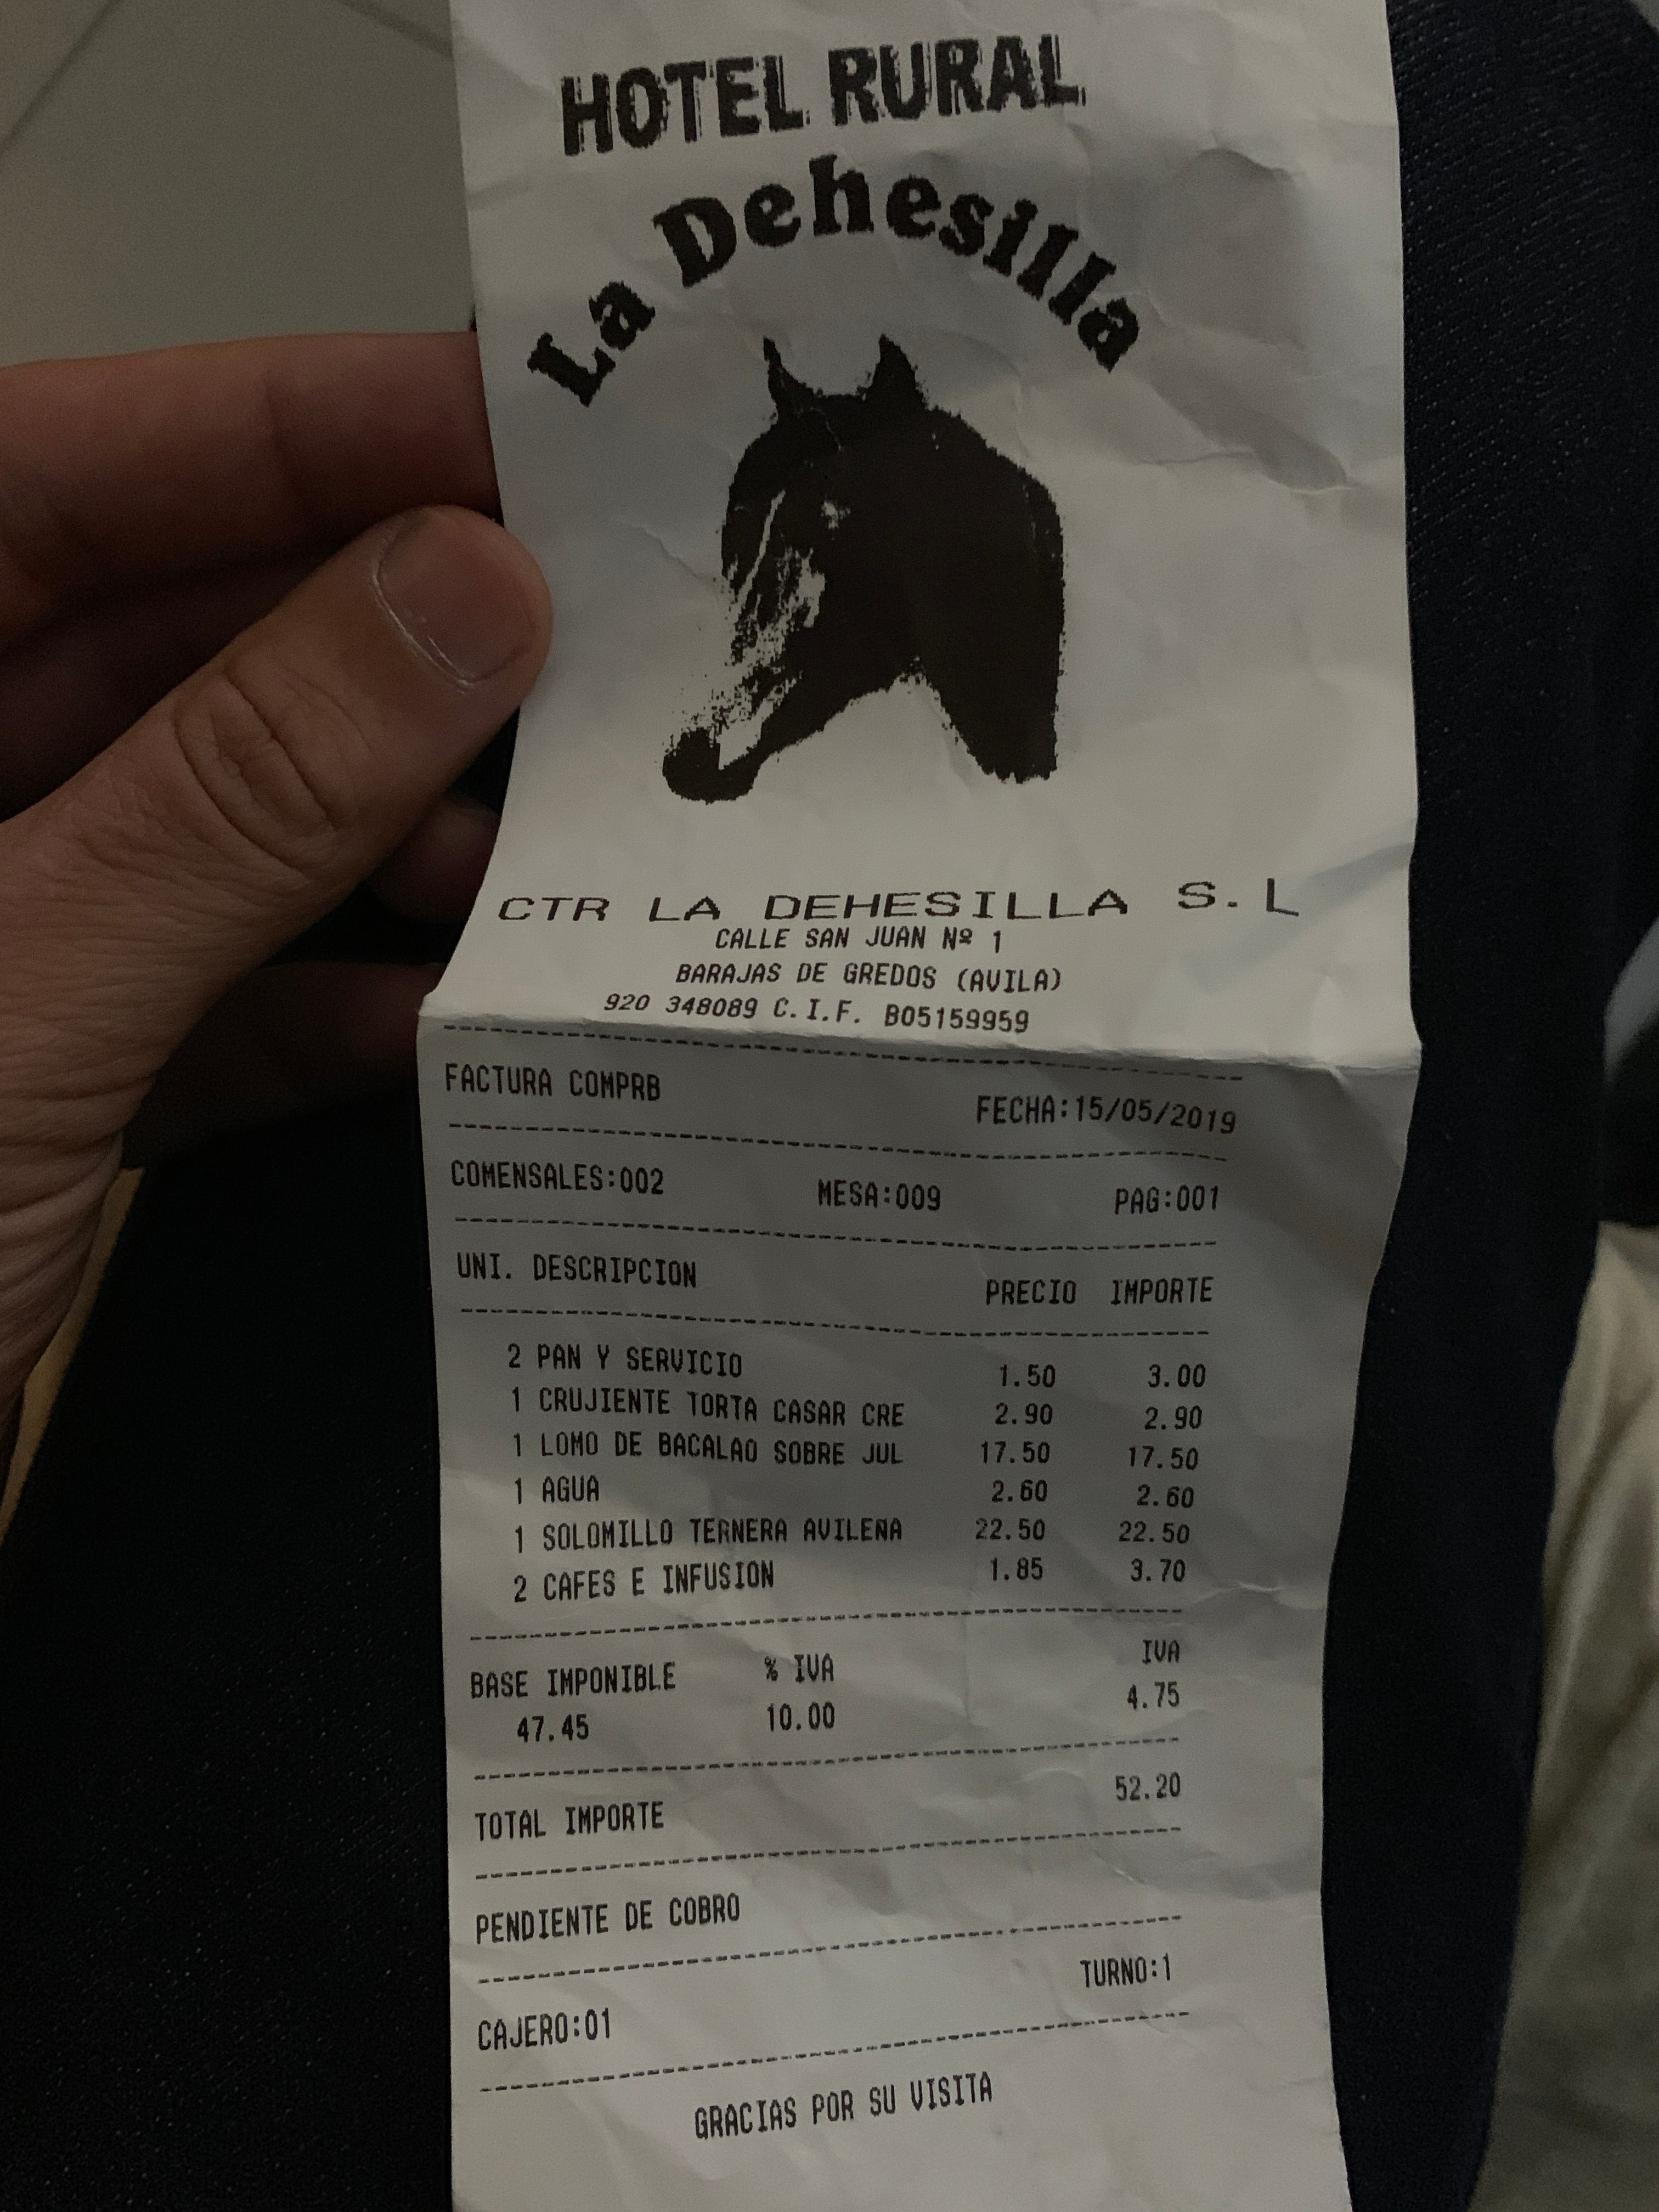 HOTEL RURAL
La Dehesilla
CTR LA DEHESILLA S.L
CALLE SAN JUAN Nº 1
BARAJAS DE GREDOS (AVILA)
920 348089 C.I.F. B05159959
FACTURA COMPRB FECHA:15/05/2019
COMENSALES:002 MESA:009 PAG:001
UNI. DESCRIPCION PRECIO IMPORTE
2 PAN Y SERVICIO 1.50 3.00
1 CRUJIENTE TORTA CASAR CRE 2.90 2.90
1 LOMO DE BACALAO SOBRE JUL 17.50 17.50
1 AGUA 2.60 2.60
1 SOLOMILLO TERNERA AVILEÑA 22.50 22.50
2 CAFES E INFUSION 1.85 3.70
BASE IMPONIBLE % IVA IVA
47.45 10.00 4.75
TOTAL IMPORTE 52.20
PENDIENTE DE COBRO
CAJERO:01 TURNO:1
GRACIAS POR SU VISITA